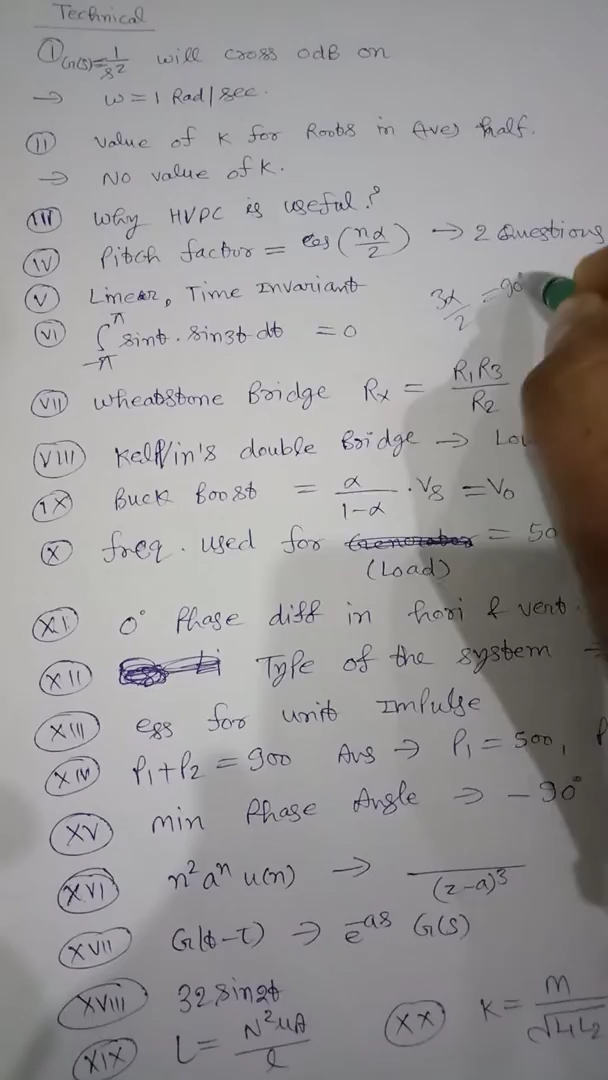 Technical
① G(S)=1/s² will cross 0dB on
→ ω = 1 Rad/sec.
II value of K for Roots in (-ve) half.
→ No value of K.
III Why HVDC is useful?
IV Pitch factor = cos(nα/2) → 2 Questions
V Linear, Time Invariant
3α/2 = 90°
VI ∫_{-π}^{π} sint. sin3t dt = 0
VII Wheatstone Bridge Rx = R₁R₃/R₂
VIII Kelvin's double Bridge → Lo
IX Buck Boost = α/1-α . Vs = Vo
X freq. used for = 50
(Load)
XI 0° Phase diff in hori & vert.
XII Type of the system →
XIII ess for unit Impulse
XIV P₁+P₂ = 900 Ans → P₁ = 500, P
XV min Phase Angle → -90°
XVI n² aⁿ u(n) → /(z-a)³
XVII G(t-τ) → e^-as G(S)
XVIII 32 sin2t
XIX L = N²μA/l
XX K = M/√L₁L₂